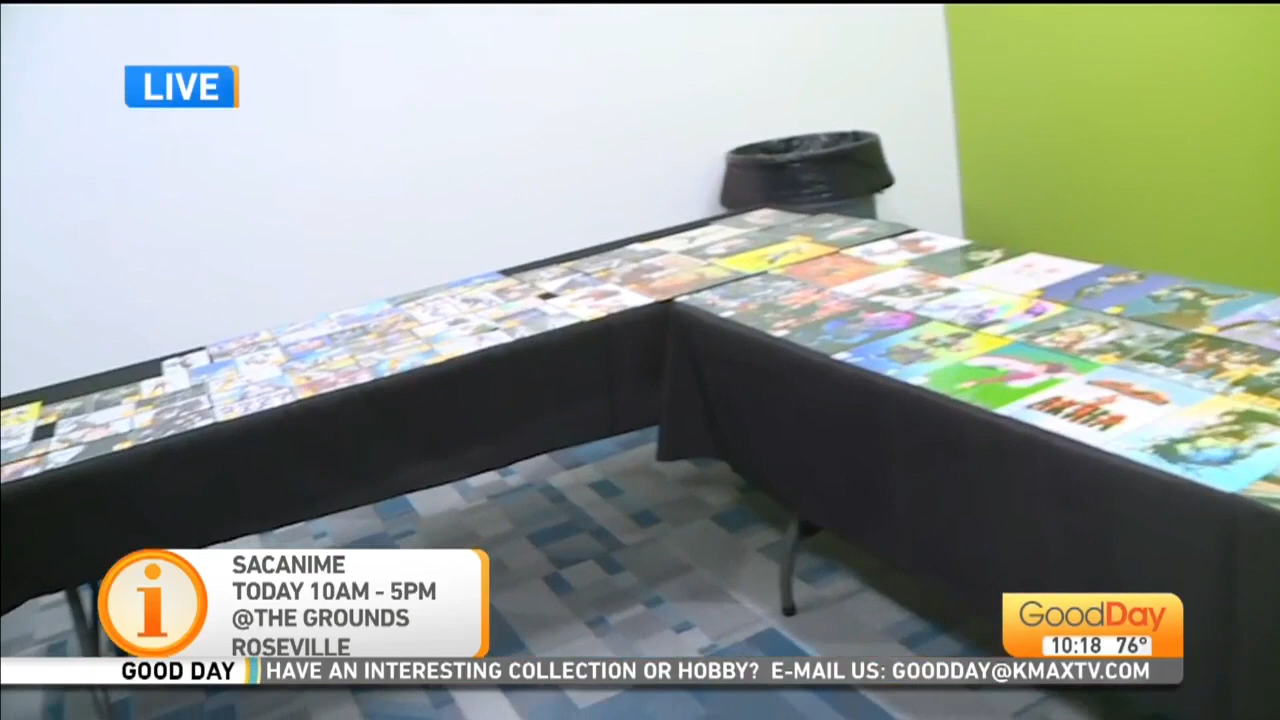 LIVE
SACANIME
TODAY 10AM - 5PM
@THE GROUNDS
ROSEVILLE
GoodDay
10:18 76°
GOOD DAY HAVE AN INTERESTING COLLECTION OR HOBBY? E-MAIL US: GOODDAY@KMAXTV.COM